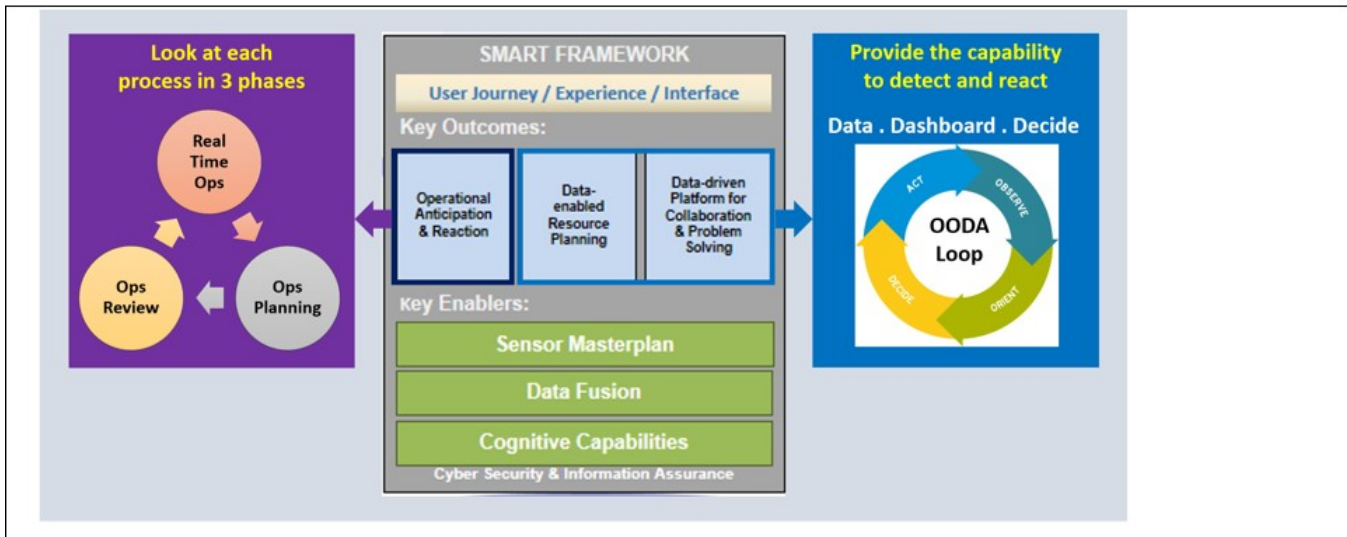 Look at each
process in 3 phases
Real
Time
Ops
Ops
Review
Ops
Planning
SMART FRAMEWORK
User Journey / Experience / Interface
Key Outcomes:
Operational
Anticipation
& Reaction
Data-
enabled
Resource
Planning
Data-driven
Platform for
Collaboration
& Problem
Solving
Key Enablers:
Sensor Masterplan
Data Fusion
Cognitive Capabilities
Cyber Security & Information Assurance
Provide the capability
to detect and react
Data . Dashboard . Decide
ACT
OBSERVE
OODA
Loop
DECIDE
ORIENT